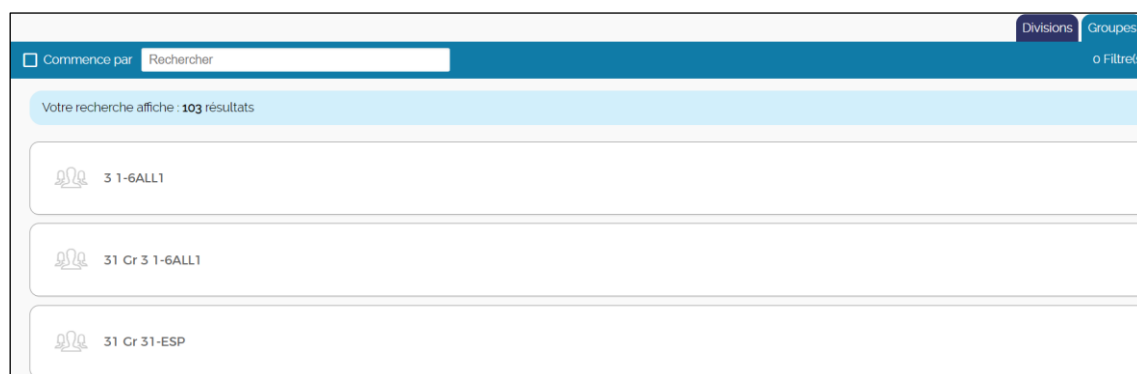 Divisions Groupes
Commence par Rechercher 0 Filtre(s
Votre recherche affiche : 103 résultats
3 1-6ALL1
31 Gr 3 1-6ALL1
31 Gr 31-ESP